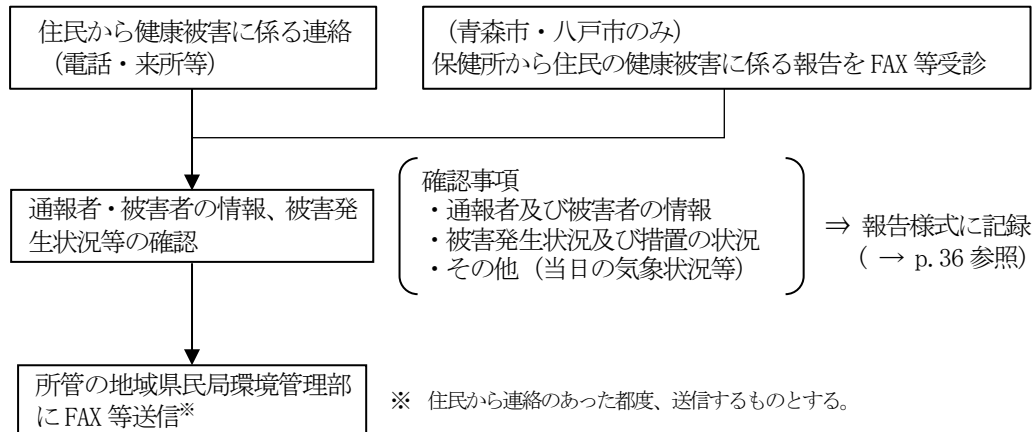 住民から健康被害に係る連絡
（電話・来所等）
（青森市・八戸市のみ）
保健所から住民の健康被害に係る報告を FAX 等受診
通報者・被害者の情報、被害発
生状況等の確認
確認事項
・通報者及び被害者の情報
・被害発生状況及び措置の状況
・その他（当日の気象状況等）
⇒ 報告様式に記録
（ → p.36 参照）
所管の地域県民局環境管理部
に FAX 等送信※
※ 住民から連絡のあった都度、送信するものとする。